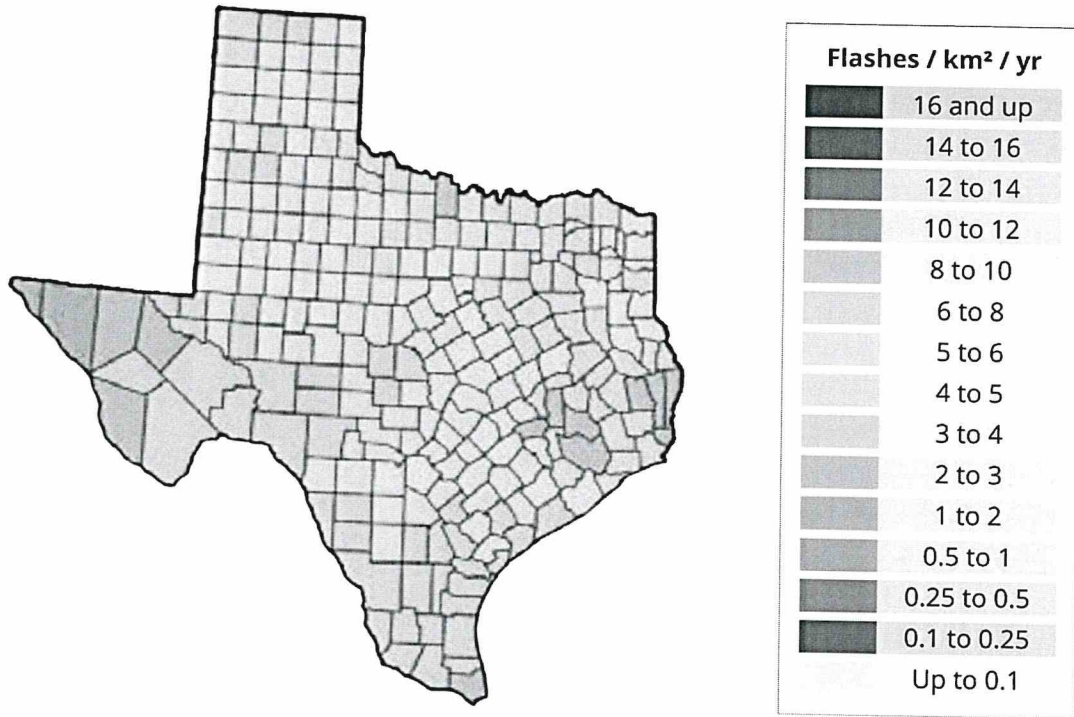 Flashes / km² / yr
16 and up
14 to 16
12 to 14
10 to 12
8 to 10
6 to 8
5 to 6
4 to 5
3 to 4
2 to 3
1 to 2
0.5 to 1
0.25 to 0.5
0.1 to 0.25
Up to 0.1